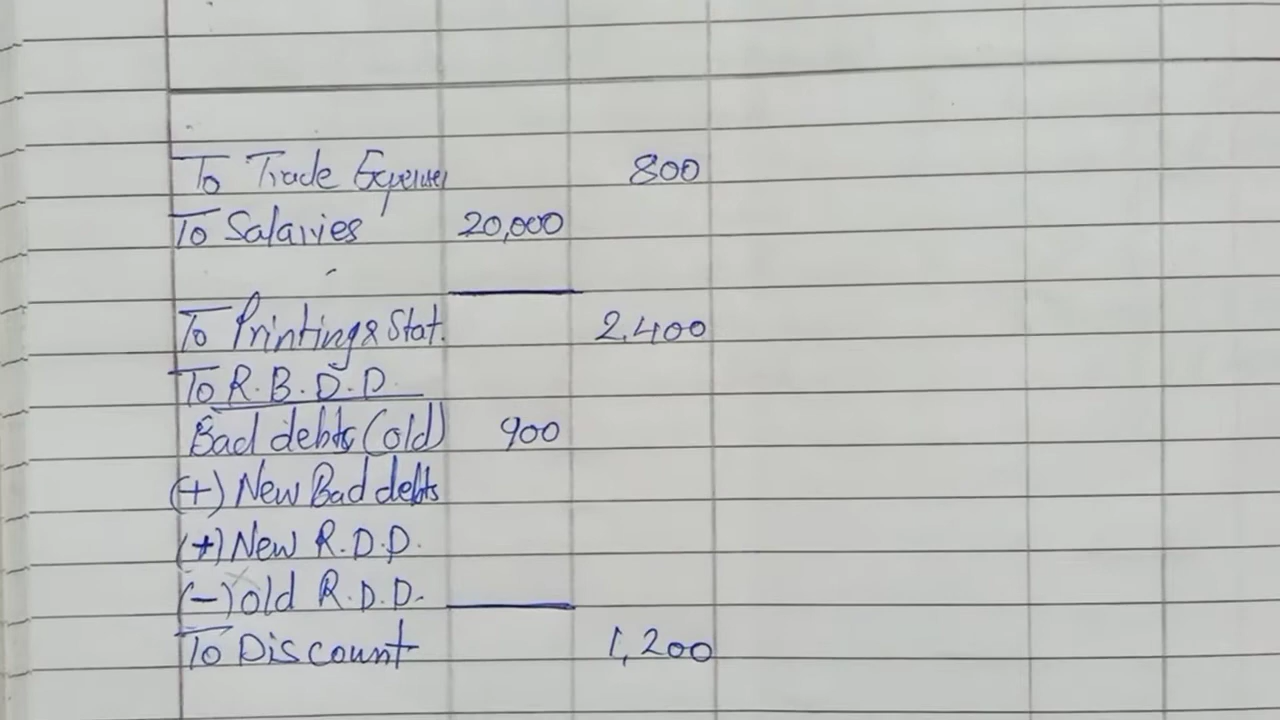 To Trade Expenses 800
To Salaries 20,000
To Printing & Stat. 2,400
To R.B.D.D.
Bad debts (old) 900
(+) New Bad debts
(+) New R.D.D.
(-) old R.D.D.
To Discount 1,200